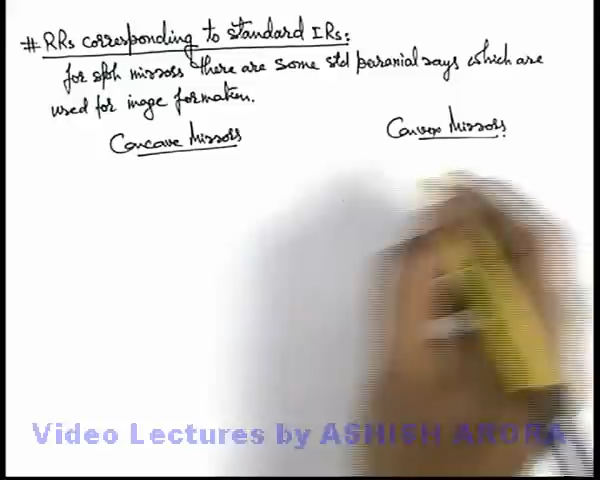 # RRs corresponding to standard IRs:
for sph mirrors there are some std paraxial rays which are
used for image formation.
Concave Mirrors
Convex Mirrors
Video Lectures by ASHISH ARORA